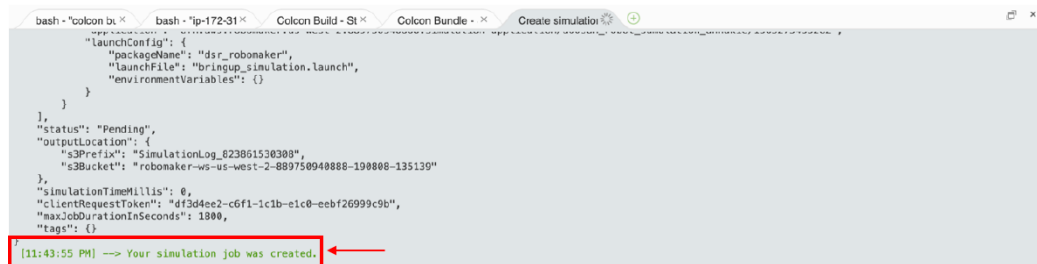 bash - "colcon bu
bash - "ip-172-31
Colcon Build - St
Colcon Bundle -
Create simulation
"launchConfig": {
"packageName": "dsr_robomaker",
"launchFile": "bringup_simulation.launch",
"environmentVariables": {}
}
}
],
"status": "Pending",
"outputLocation": {
"s3Prefix": "SimulationLog_823861530308",
"s3Bucket": "robomaker-ws-us-west-2-889750940888-190808-135139"
},
"simulationTimeMillis": 0,
"clientRequestToken": "df3d4ee2-c6f1-1c1b-e1c0-eebf26999c9b",
"maxJobDurationInSeconds": 1800,
"tags": {}
}
[11:43:55 PM] --> Your simulation job was created.